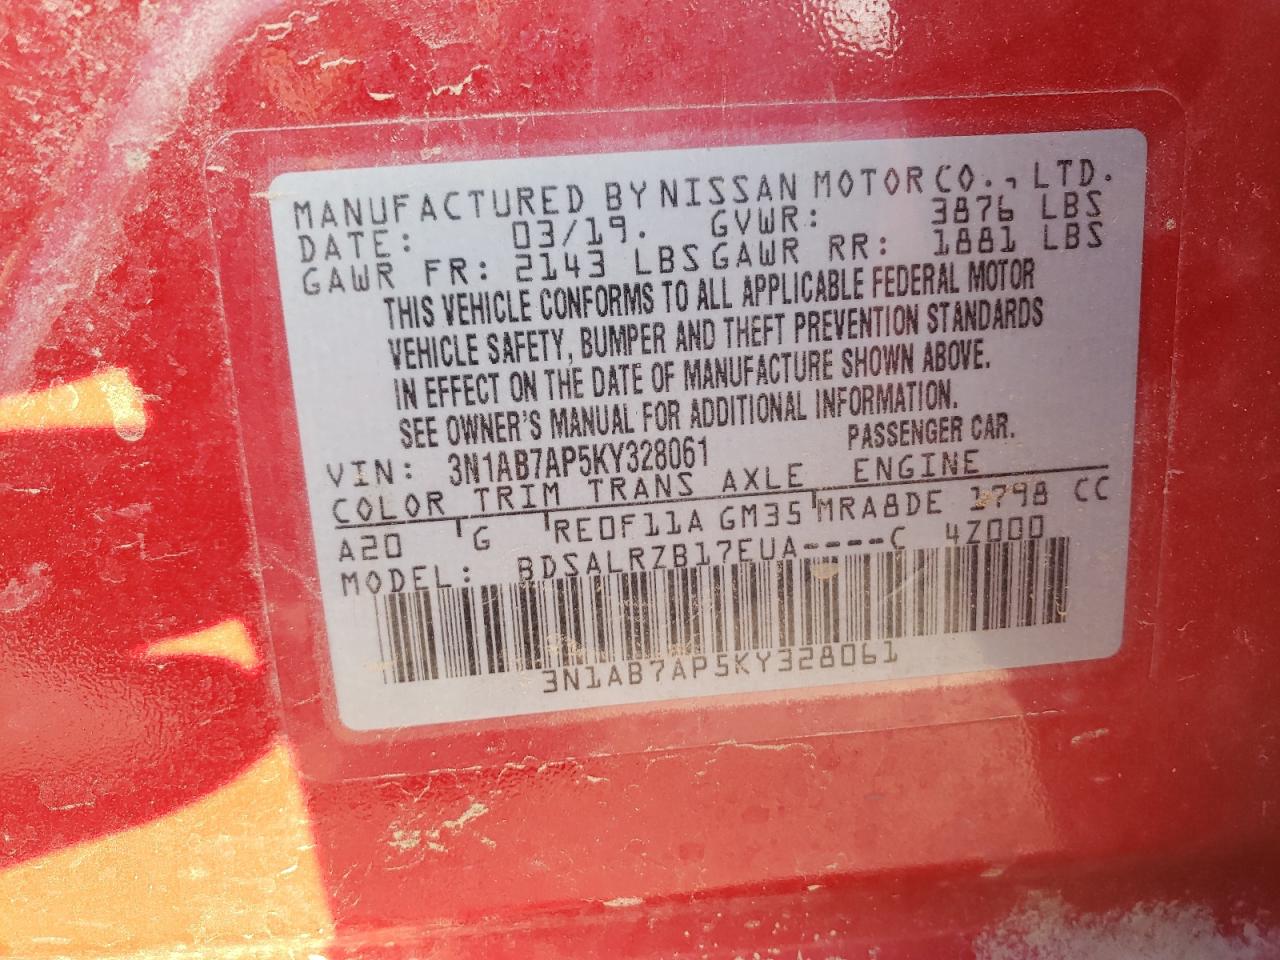 MANUFACTURED BY NISSAN MOTOR CO., LTD.
DATE: 03/19. GVWR: 3876 LBS
GAWR FR: 2143 LBS GAWR RR: 1881 LBS
THIS VEHICLE CONFORMS TO ALL APPLICABLE FEDERAL MOTOR
VEHICLE SAFETY, BUMPER AND THEFT PREVENTION STANDARDS
IN EFFECT ON THE DATE OF MANUFACTURE SHOWN ABOVE.
SEE OWNER'S MANUAL FOR ADDITIONAL INFORMATION.
VIN: 3N1AB7AP5KY328061 PASSENGER CAR.
COLOR TRIM TRANS AXLE ENGINE
A20 G RE0F11A GM35 MRA8DE 1798 CC
MODEL: BDSALRZB17EUA----C 4Z000
3N1AB7AP5KY328061